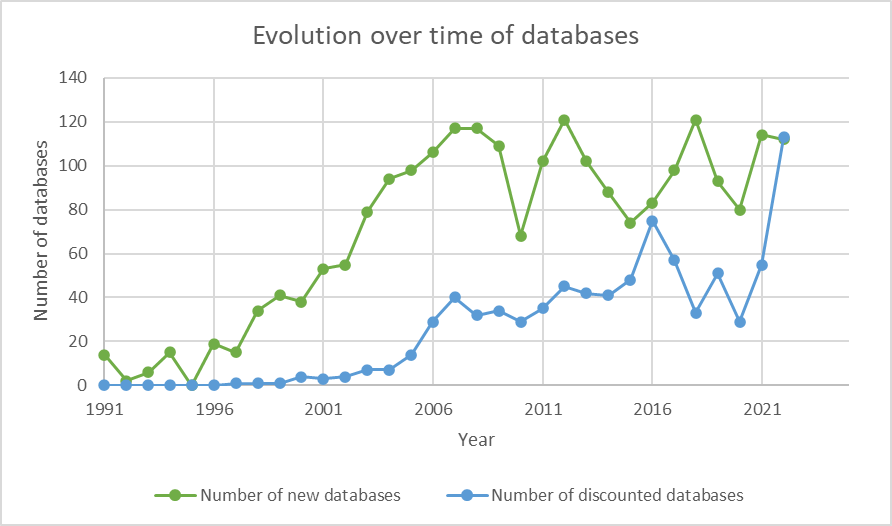 Evolution over time of databases
140
120
100
80
60
40
20
0
Number of databases
1991 1996 2001 2006 2011 2016 2021
Year
Number of new databases Number of discounted databases